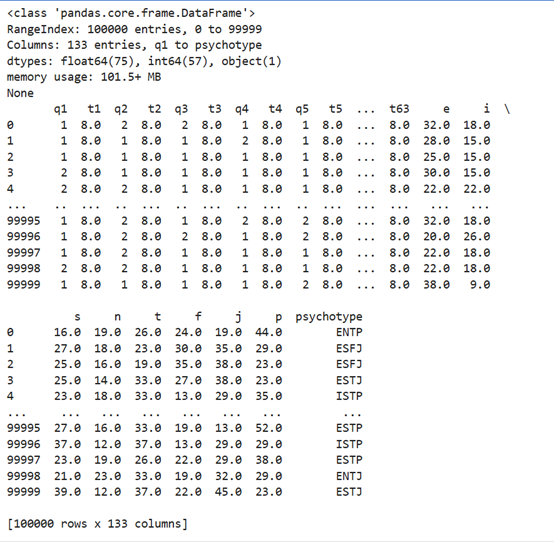 <class 'pandas.core.frame.DataFrame'>
RangeIndex: 100000 entries, 0 to 99999
Columns: 133 entries, q1 to psychotype
dtypes: float64(75), int64(57), object(1)
memory usage: 101.5+ MB
None
q1 t1 q2 t2 q3 t3 q4 t4 q5 t5 ... t63 e i \
0 1 8.0 2 8.0 2 8.0 1 8.0 1 8.0 ... 8.0 32.0 18.0
1 1 8.0 1 8.0 1 8.0 2 8.0 1 8.0 ... 8.0 28.0 15.0
2 1 8.0 1 8.0 1 8.0 1 8.0 1 8.0 ... 8.0 25.0 15.0
3 2 8.0 1 8.0 1 8.0 1 8.0 1 8.0 ... 8.0 30.0 15.0
4 2 8.0 2 8.0 1 8.0 1 8.0 1 8.0 ... 8.0 22.0 22.0
... .. ... .. ... .. ... .. ... .. ... ... ... ... ...
99995 1 8.0 2 8.0 1 8.0 2 8.0 2 8.0 ... 8.0 32.0 18.0
99996 1 8.0 2 8.0 2 8.0 1 8.0 2 8.0 ... 8.0 20.0 26.0
99997 1 8.0 1 8.0 1 8.0 1 8.0 1 8.0 ... 8.0 22.0 18.0
99998 2 8.0 2 8.0 1 8.0 1 8.0 1 8.0 ... 8.0 22.0 18.0
99999 1 8.0 1 8.0 1 8.0 1 8.0 2 8.0 ... 8.0 38.0 9.0
s n t f j p psychotype
0 16.0 19.0 26.0 24.0 19.0 44.0 ENTP
1 27.0 18.0 23.0 30.0 35.0 29.0 ESFJ
2 25.0 16.0 19.0 35.0 38.0 23.0 ESFJ
3 25.0 14.0 33.0 27.0 38.0 23.0 ESTJ
4 23.0 18.0 33.0 13.0 29.0 35.0 ISTP
... ... ... ... ... ... ... ...
99995 27.0 16.0 33.0 19.0 13.0 52.0 ESTP
99996 37.0 12.0 37.0 13.0 29.0 29.0 ISTP
99997 23.0 19.0 26.0 22.0 29.0 38.0 ESTP
99998 21.0 23.0 33.0 19.0 32.0 29.0 ENTJ
99999 39.0 12.0 37.0 22.0 45.0 23.0 ESTJ
[100000 rows x 133 columns]